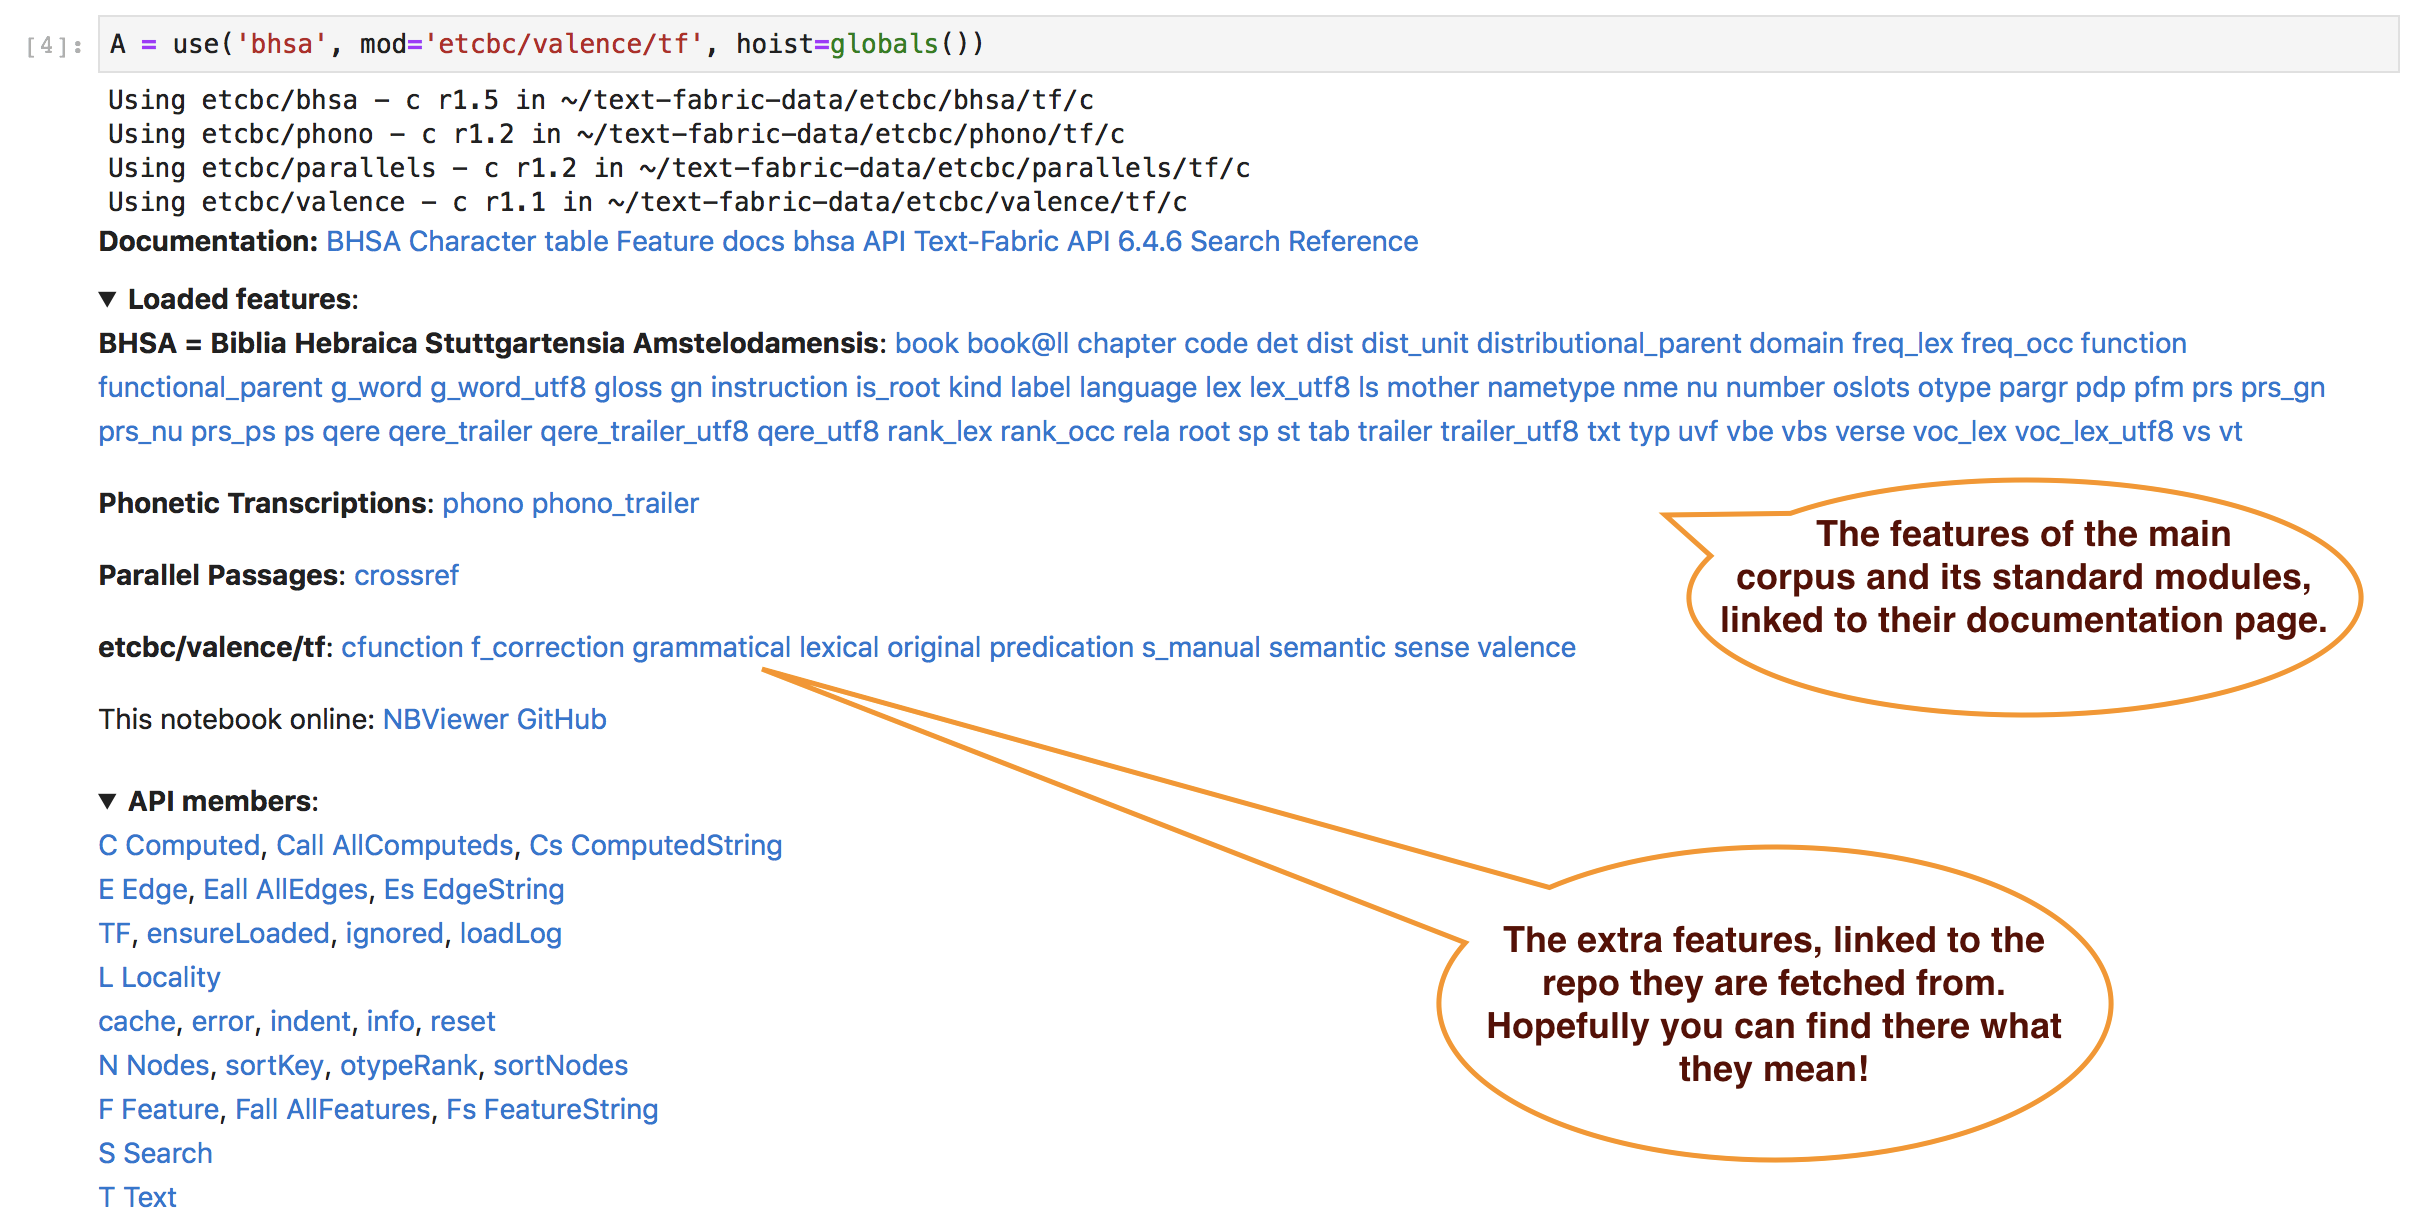 [4]: A = use('bhsa', mod='etcbc/valence/tf', hoist=globals())
Using etcbc/bhsa – c r1.5 in ~/text-fabric-data/etcbc/bhsa/tf/c
Using etcbc/phono – c r1.2 in ~/text-fabric-data/etcbc/phono/tf/c
Using etcbc/parallels – c r1.2 in ~/text-fabric-data/etcbc/parallels/tf/c
Using etcbc/valence – c r1.1 in ~/text-fabric-data/etcbc/valence/tf/c
Documentation: BHSA Character table Feature docs bhsa API Text-Fabric API 6.4.6 Search Reference
▼ Loaded features:
BHSA = Biblia Hebraica Stuttgartensia Amstelodamensis: book book@ll chapter code det dist dist_unit distributional_parent domain freq_lex freq_occ function
functional_parent g_word g_word_utf8 gloss gn instruction is_root kind label language lex lex_utf8 ls mother nametype nme nu number oslots otype pargr pdp pfm prs prs_gn
prs_nu prs_ps ps qere qere_trailer qere_trailer_utf8 qere_utf8 rank_lex rank_occ rela root sp st tab trailer trailer_utf8 txt typ uvf vbe vbs verse voc_lex voc_lex_utf8 vs vt
Phonetic Transcriptions: phono phono_trailer
Parallel Passages: crossref
etcbc/valence/tf: cfunction f_correction grammatical lexical original predication s_manual semantic sense valence
This notebook online: NBViewer GitHub
▼ API members:
C Computed, Call AllComputeds, Cs ComputedString
E Edge, Eall AllEdges, Es EdgeString
TF, ensureLoaded, ignored, loadLog
L Locality
cache, error, indent, info, reset
N Nodes, sortKey, otypeRank, sortNodes
F Feature, Fall AllFeatures, Fs FeatureString
S Search
T Text
The features of the main
corpus and its standard modules,
linked to their documentation page.
The extra features, linked to the
repo they are fetched from.
Hopefully you can find there what
they mean!